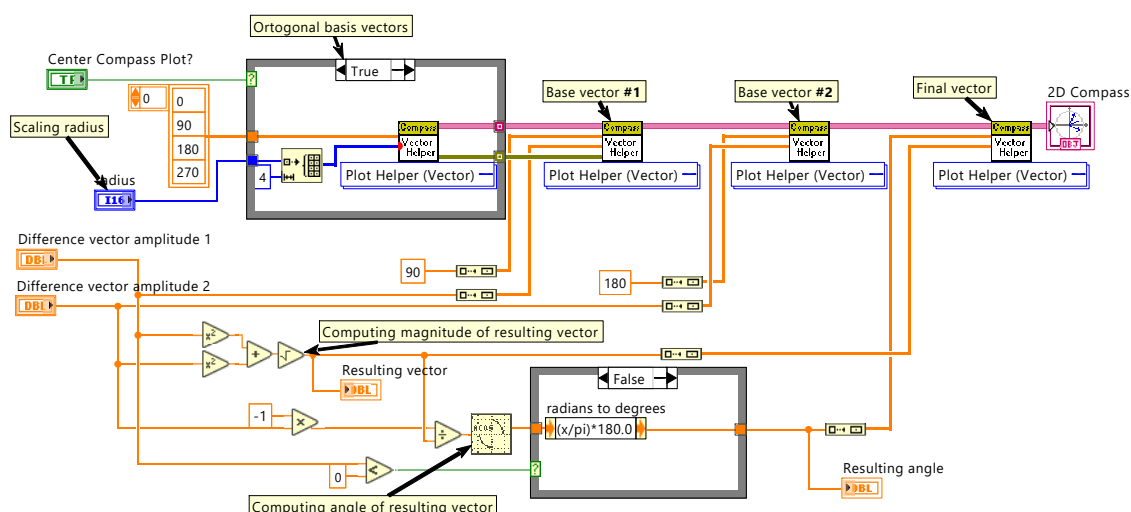 Ortogonal basis vectors
Center Compass Plot?
TF
True
?
0
0
90
180
270
Scaling radius
radius
I16
4
Compass
Vector
Helper
Plot Helper (Vector)
Base vector #1
Compass
Vector
Helper
Plot Helper (Vector)
Base vector #2
Compass
Vector
Helper
Plot Helper (Vector)
Final vector
Compass
Vector
Helper
Plot Helper (Vector)
2D Compass
OBJ
Difference vector amplitude 1
DBL
Difference vector amplitude 2
DBL
90
180
x²
x²
+
√
Computing magnitude of resulting vector
Resulting vector
DBL
-1
×
÷
ACOS
False
radians to degrees
(x/pi)*180.0
?
0
<
Computing angle of resulting vector
Resulting angle
DBL